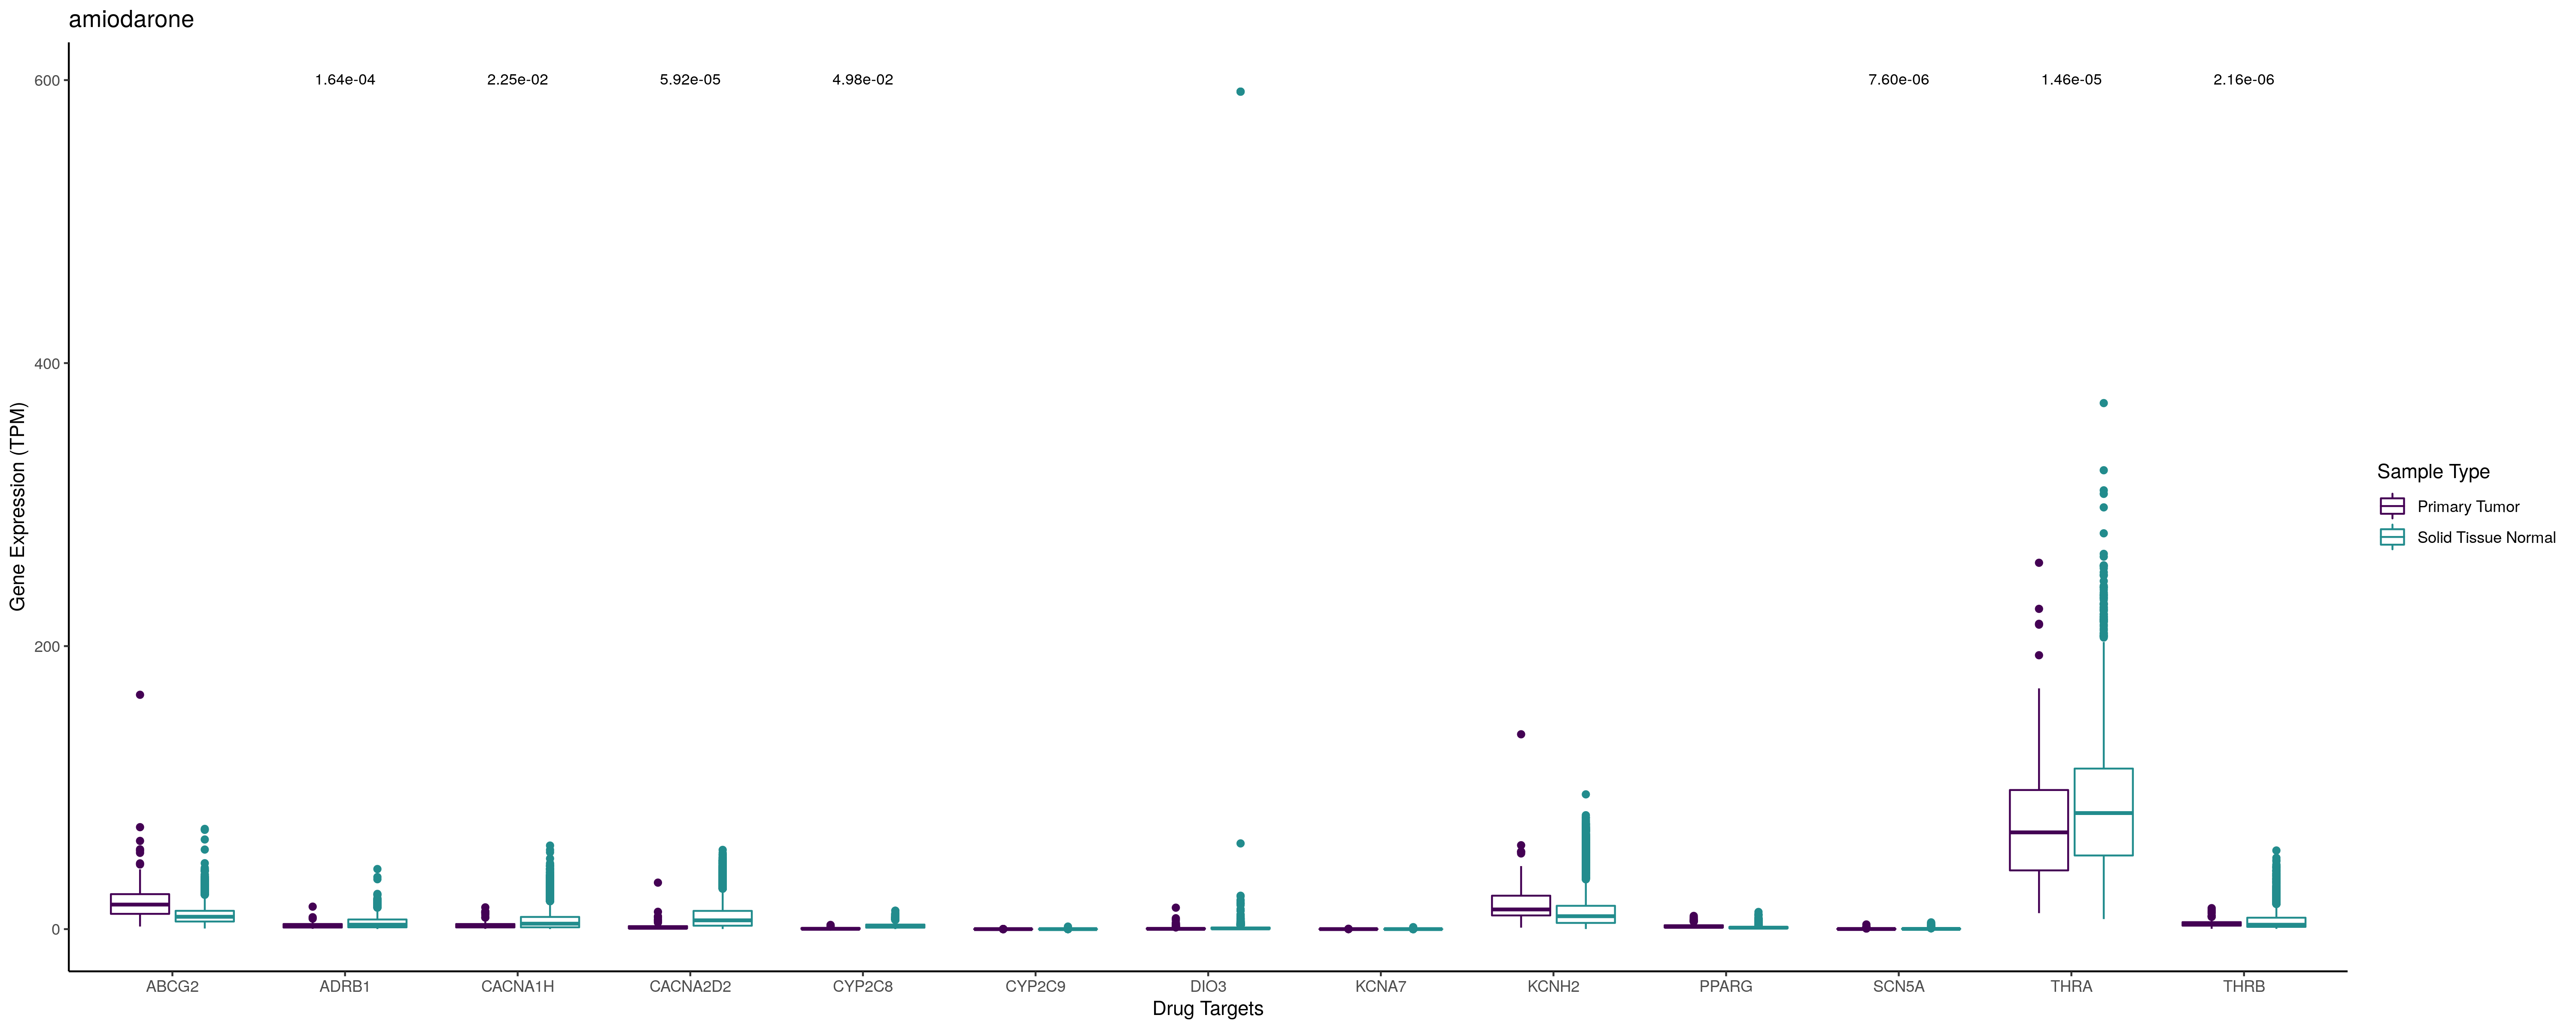 amiodarone
1.64e-04 2.25e-02 5.92e-05 4.98e-02 7.60e-06 1.46e-05 2.16e-06
600
400
200
0
Gene Expression (TPM)
ABCG2 ADRB1 CACNA1H CACNA2D2 CYP2C8 CYP2C9 DIO3 KCNA7 KCNH2 PPARG SCN5A THRA THRB
Drug Targets
Sample Type
Primary Tumor
Solid Tissue Normal